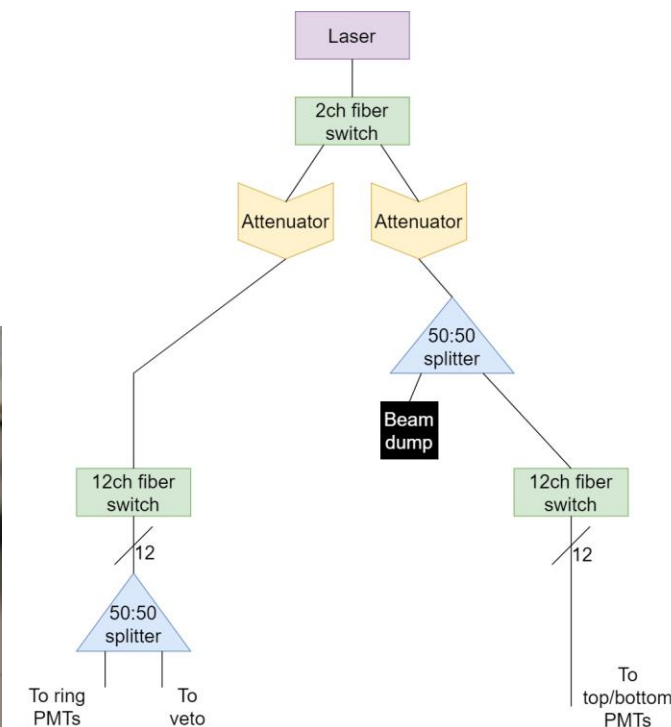 Laser
2ch fiber
switch
Attenuator
Attenuator
50:50
splitter
Beam
dump
12ch fiber
switch
12ch fiber
switch
12
12
50:50
splitter
To ring
PMTs
To
veto
To
top/bottom
PMTs